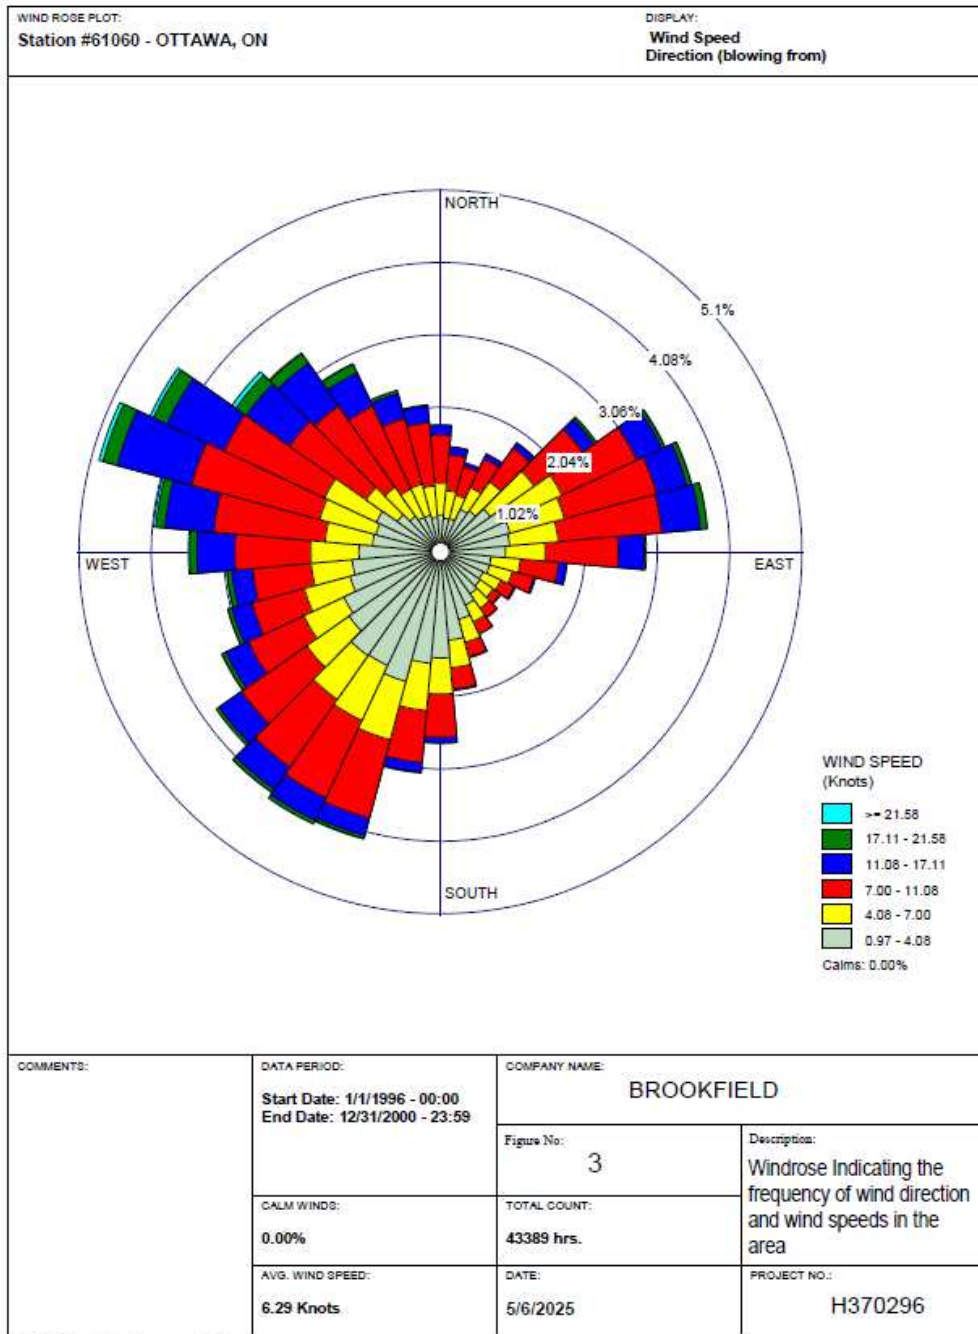 WIND ROSE PLOT:
Station #61060 - OTTAWA, ON
DISPLAY:
Wind Speed
Direction (blowing from)
NORTH
5.1%
4.08%
3.06%
2.04%
1.02%
WEST
EAST
SOUTH
WIND SPEED
(Knots)
>= 21.58
17.11 - 21.58
11.08 - 17.11
7.00 - 11.08
4.08 - 7.00
0.97 - 4.08
Calms: 0.00%
COMMENTS:
DATA PERIOD:
Start Date: 1/1/1996 - 00:00
End Date: 12/31/2000 - 23:59
COMPANY NAME:
BROOKFIELD
Figure No:
3
Description:
Windrose Indicating the
frequency of wind direction
and wind speeds in the
area
CALM WINDS:
0.00%
TOTAL COUNT:
43389 hrs.
AVG. WIND SPEED:
6.29 Knots
DATE:
5/6/2025
PROJECT NO.:
H370296